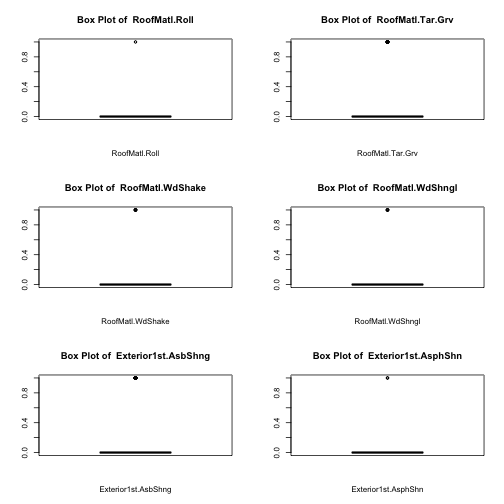 Box Plot of RoofMatl.Roll
0.0 0.4 0.8
RoofMatl.Roll
Box Plot of RoofMatl.Tar.Grv
0.0 0.4 0.8
RoofMatl.Tar.Grv
Box Plot of RoofMatl.WdShake
0.0 0.4 0.8
RoofMatl.WdShake
Box Plot of RoofMatl.WdShngl
0.0 0.4 0.8
RoofMatl.WdShngl
Box Plot of Exterior1st.AsbShng
0.0 0.4 0.8
Exterior1st.AsbShng
Box Plot of Exterior1st.AsphShn
0.0 0.4 0.8
Exterior1st.AsphShn